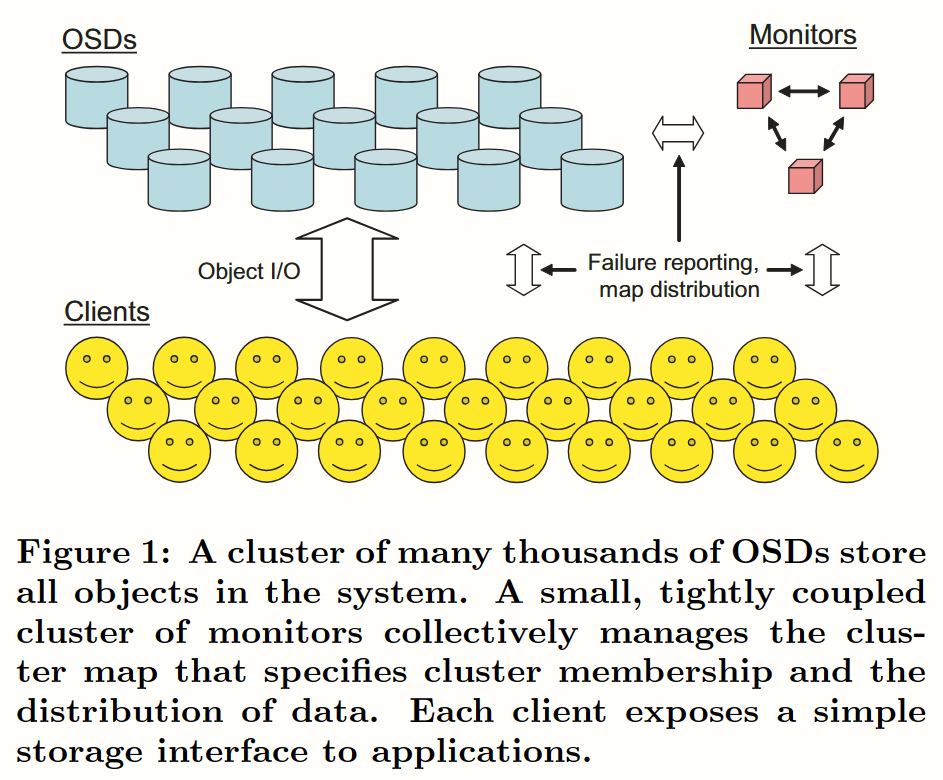 OSDs
Monitors
Object I/O
Failure reporting,
map distribution
Clients
Figure 1: A cluster of many thousands of OSDs store
all objects in the system. A small, tightly coupled
cluster of monitors collectively manages the clus-
ter map that specifies cluster membership and the
distribution of data. Each client exposes a simple
storage interface to applications.